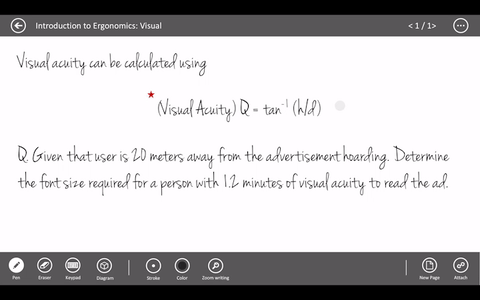 Introduction to Ergonomics: Visual
< 1 / 1>
Visual acuity can be calculated using
(Visual Acuity) Q = tan⁻¹ (h/d)
Q. Given that user is 20 meters away from the advertisement hoarding. Determine
the font size required for a person with 1.2 minutes of visual acuity to read the ad.
Pen Eraser Keypad Diagram Stroke Color Zoom writing New Page Attach